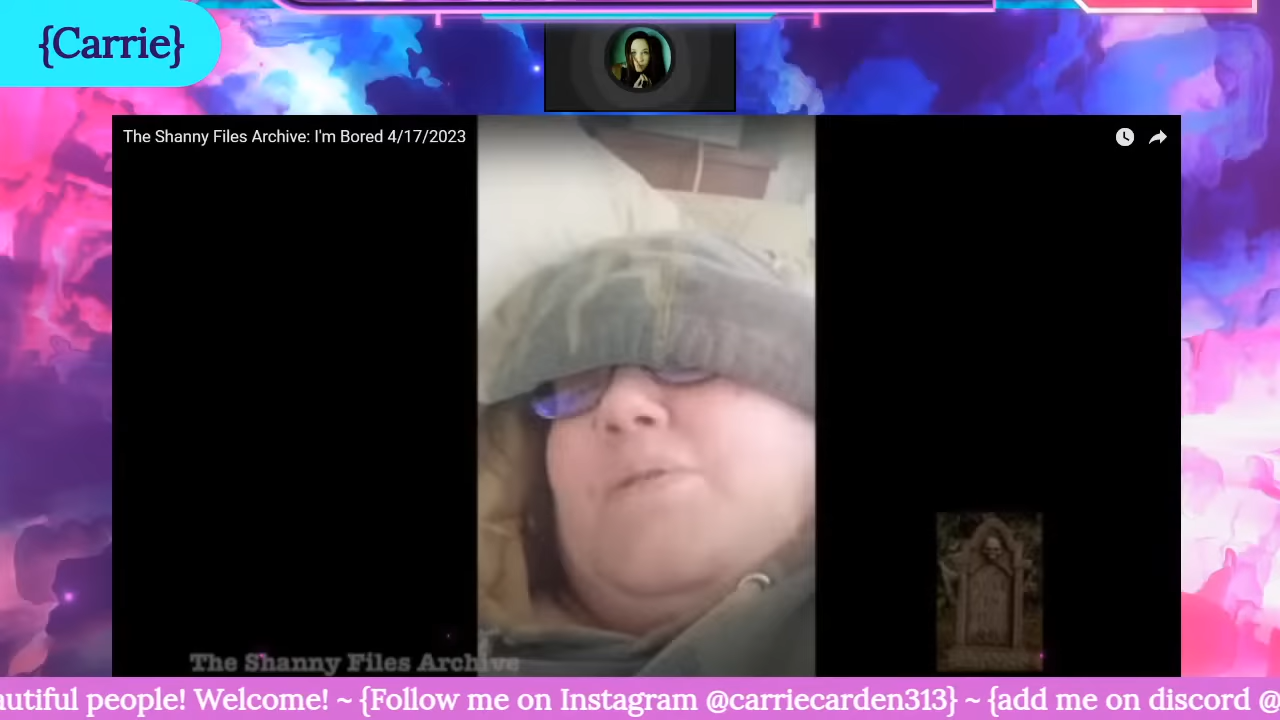 {Carrie}
The Shanny Files Archive: I'm Bored 4/17/2023
The Shanny Files Archive
autiful people! Welcome! ~ {Follow me on Instagram @carriecarden313} ~ {add me on discord @